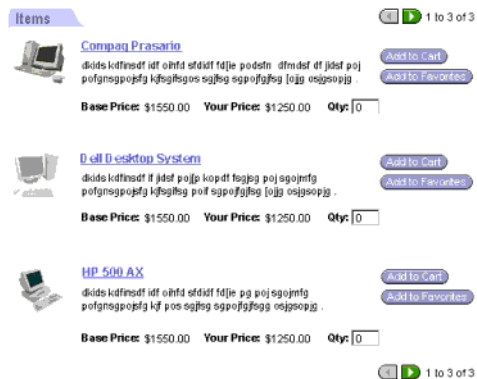 Items
1 to 3 of 3
Compaq Prasario
Add to Cart
dkids kdfinsdf idf oihfd sfdidf fd[ie podsfn dfmdsf df jidsf poj
pofgnsgpojsfg kjfsgifsgos sgjfsg sgpojfgjfsg [ojjg osjgsopjg .
Add to Favorites
Base Price: $1550.00 Your Price: $1250.00 Qty: 0
Dell Desktop System
Add to Cart
dkids kdfinsdf if jidsf poj[p kopdf fsgjsg poj sgojmfg
pofgnsgpojsfg kjfsgifsg poif sgpojfgjfsg [ojjg osjgsopjg .
Add to Favorites
Base Price: $1550.00 Your Price: $1250.00 Qty: 0
HP 500 AX
Add to Cart
dkids kdfinsdf idf oihfd sfdidf fd[ie pg poj sgojmfg
pofgnsgpojsfg kjf pos sgjfsg sgpojfgjfsgg osjgsopjg .
Add to Favorites
Base Price: $1550.00 Your Price: $1250.00 Qty: 0
1 to 3 of 3